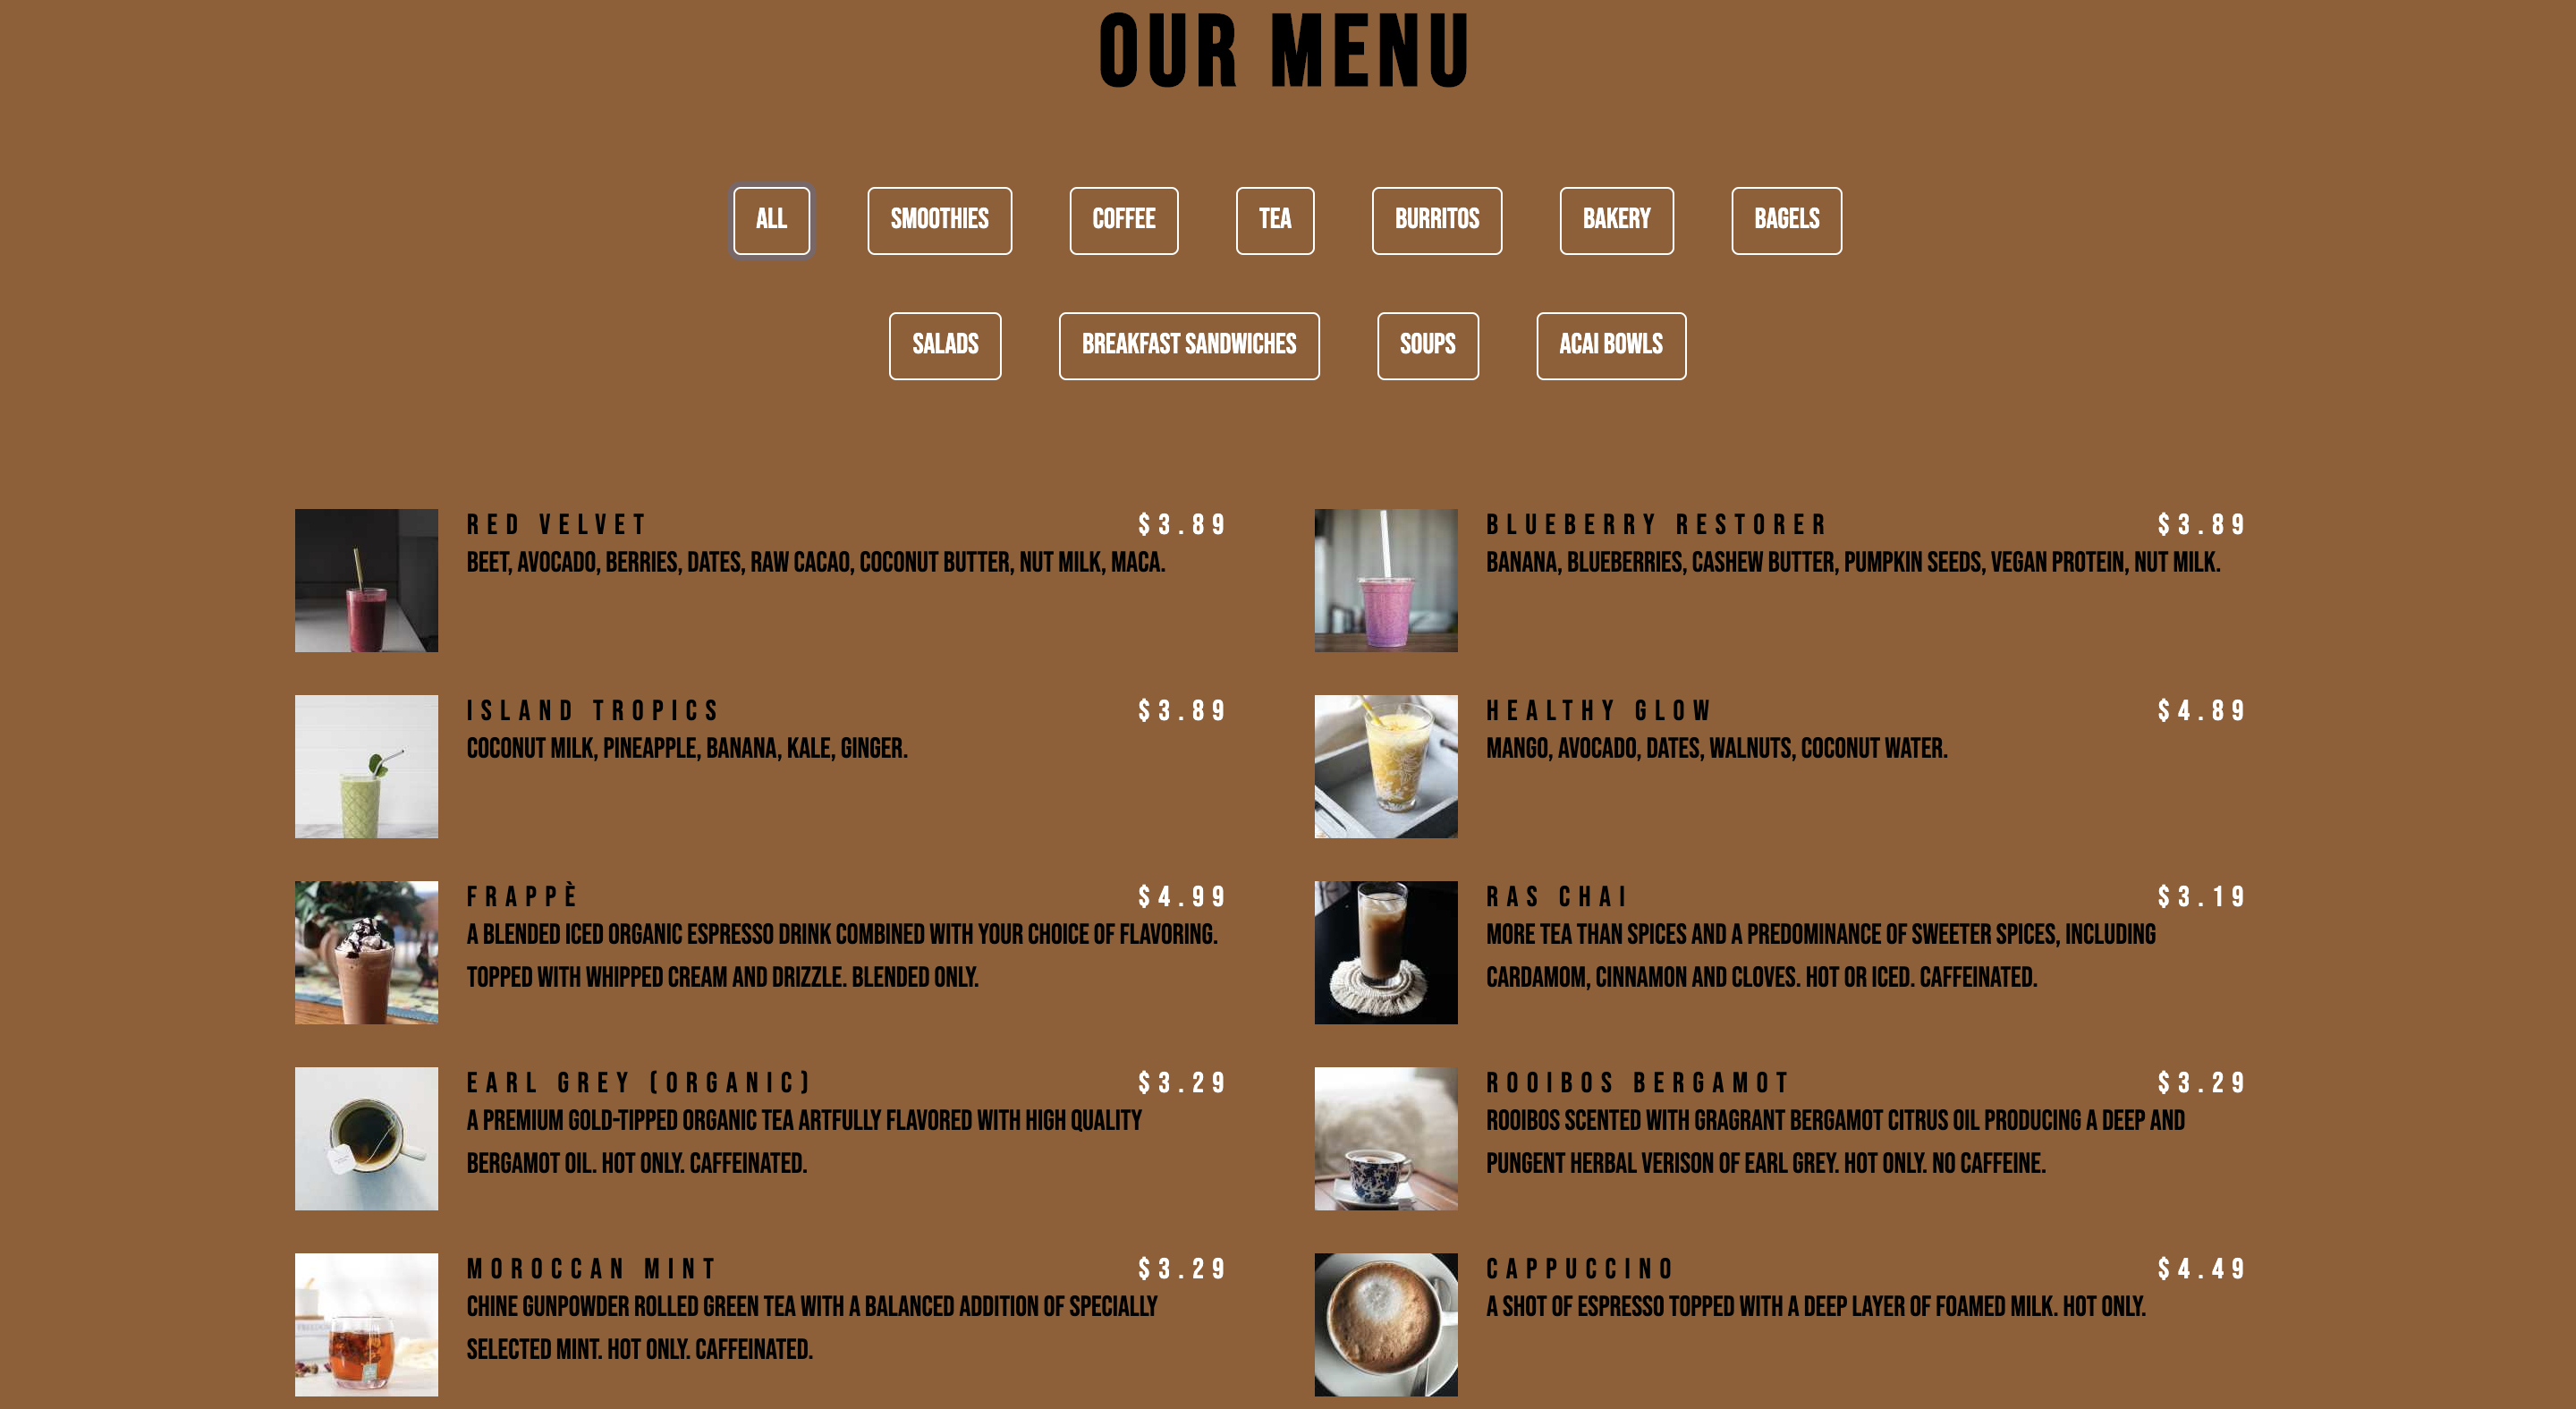 OUR MENU
ALL
SMOOTHIES
COFFEE
TEA
BURRITOS
BAKERY
BAGELS
SALADS
BREAKFAST SANDWICHES
SOUPS
ACAI BOWLS
RED VELVET
$3.89
BEET, AVOCADO, BERRIES, DATES, RAW CACAO, COCONUT BUTTER, NUT MILK, MACA.
BLUEBERRY RESTORER
$3.89
BANANA, BLUEBERRIES, CASHEW BUTTER, PUMPKIN SEEDS, VEGAN PROTEIN, NUT MILK.
ISLAND TROPICS
$3.89
COCONUT MILK, PINEAPPLE, BANANA, KALE, GINGER.
HEALTHY GLOW
$4.89
MANGO, AVOCADO, DATES, WALNUTS, COCONUT WATER.
FRAPPÈ
$4.99
A BLENDED ICED ORGANIC ESPRESSO DRINK COMBINED WITH YOUR CHOICE OF FLAVORING.
TOPPED WITH WHIPPED CREAM AND DRIZZLE. BLENDED ONLY.
RAS CHAI
$3.19
MORE TEA THAN SPICES AND A PREDOMINANCE OF SWEETER SPICES, INCLUDING
CARDAMOM, CINNAMON AND CLOVES. HOT OR ICED. CAFFEINATED.
EARL GREY (ORGANIC)
$3.29
A PREMIUM GOLD-TIPPED ORGANIC TEA ARTFULLY FLAVORED WITH HIGH QUALITY
BERGAMOT OIL. HOT ONLY. CAFFEINATED.
ROOIBOS BERGAMOT
$3.29
ROOIBOS SCENTED WITH GRAGRANT BERGAMOT CITRUS OIL PRODUCING A DEEP AND
PUNGENT HERBAL VERISON OF EARL GREY. HOT ONLY. NO CAFFEINE.
MOROCCAN MINT
$3.29
CHINE GUNPOWDER ROLLED GREEN TEA WITH A BALANCED ADDITION OF SPECIALLY
SELECTED MINT. HOT ONLY. CAFFEINATED.
CAPPUCCINO
$4.49
A SHOT OF ESPRESSO TOPPED WITH A DEEP LAYER OF FOAMED MILK. HOT ONLY.